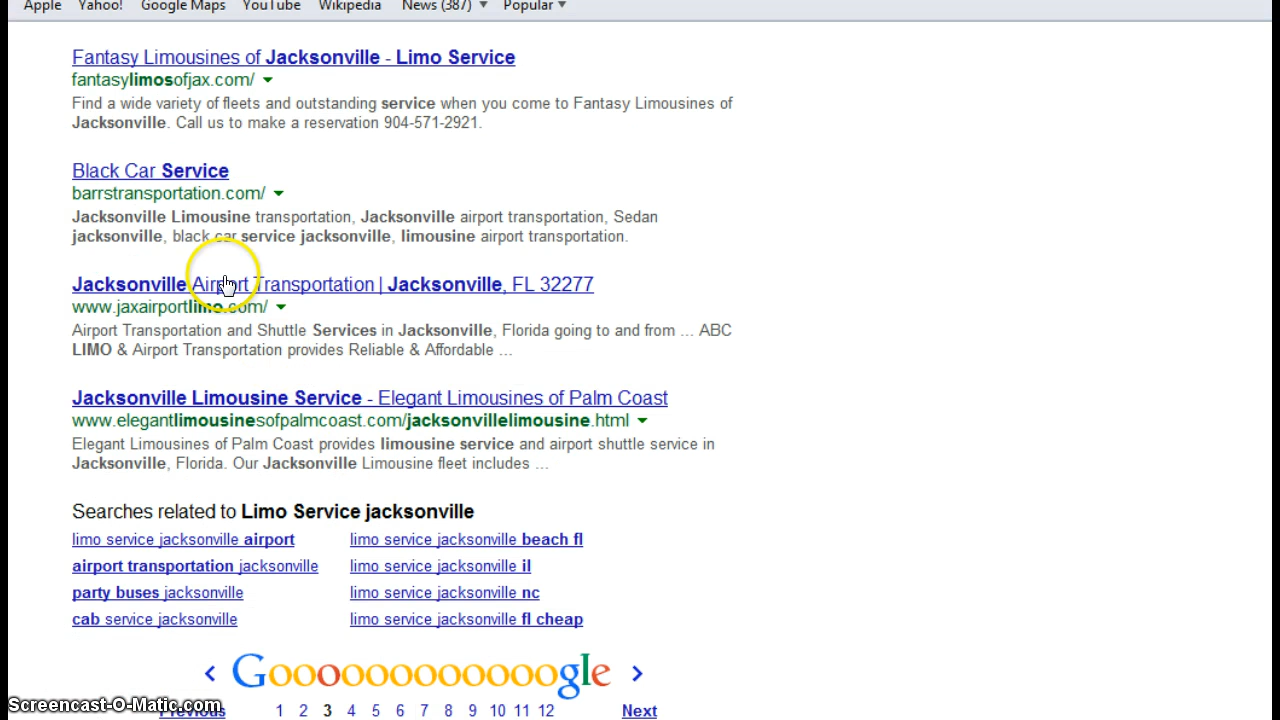 Apple Yahoo! Google Maps YouTube Wikipedia News (387) Popular
Fantasy Limousines of Jacksonville - Limo Service
fantasylimosofjax.com/
Find a wide variety of fleets and outstanding service when you come to Fantasy Limousines of
Jacksonville. Call us to make a reservation 904-571-2921.
Black Car Service
barrstransportation.com/
Jacksonville Limousine transportation, Jacksonville airport transportation, Sedan
jacksonville, black car service jacksonville, limousine airport transportation.
Jacksonville Airport Transportation | Jacksonville, FL 32277
www.jaxairportlimo.com/
Airport Transportation and Shuttle Services in Jacksonville, Florida going to and from ... ABC
LIMO & Airport Transportation provides Reliable & Affordable ...
Jacksonville Limousine Service - Elegant Limousines of Palm Coast
www.elegantlimousinesofpalmcoast.com/jacksonvillelimousine.html
Elegant Limousines of Palm Coast provides limousine service and airport shuttle service in
Jacksonville, Florida. Our Jacksonville Limousine fleet includes ...
Searches related to Limo Service jacksonville
limo service jacksonville airport limo service jacksonville beach fl
airport transportation jacksonville limo service jacksonville il
party buses jacksonville limo service jacksonville nc
cab service jacksonville limo service jacksonville fl cheap
< Goooooooooooogle >
Previous 1 2 3 4 5 6 7 8 9 10 11 12 Next
Screencast-O-Matic.com